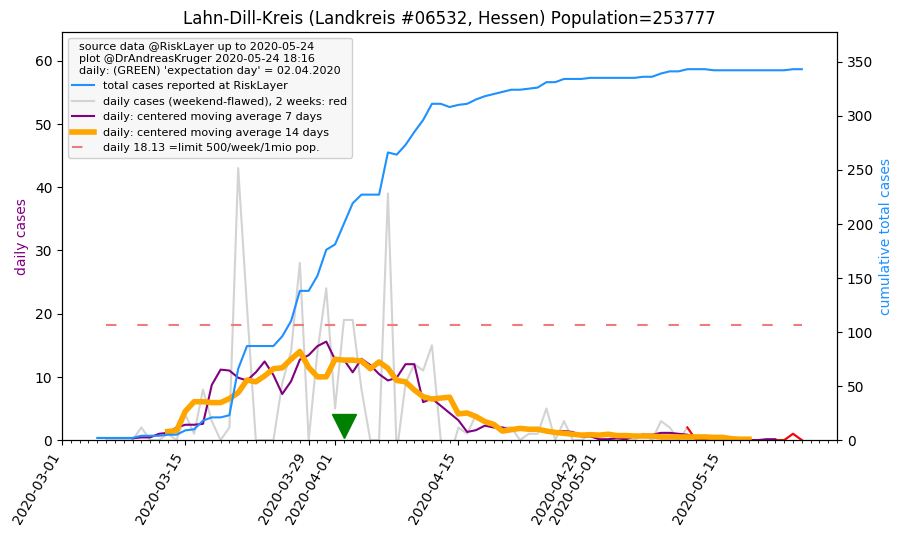 Lahn-Dill-Kreis (Landkreis #06532, Hessen) Population=253777
source data @RiskLayer up to 2020-05-24
plot @DrAndreasKruger 2020-05-24 18:16
daily: (GREEN) 'expectation day' = 02.04.2020
total cases reported at RiskLayer
daily cases (weekend-flawed), 2 weeks: red
daily: centered moving average 7 days
daily: centered moving average 14 days
daily 18.13 =limit 500/week/1mio pop.
daily cases
60
50
40
30
20
10
0
cumulative total cases
350
300
250
200
150
100
50
0
2020-03-01
2020-03-15
2020-03-29
2020-04-01
2020-04-15
2020-04-29
2020-05-01
2020-05-15